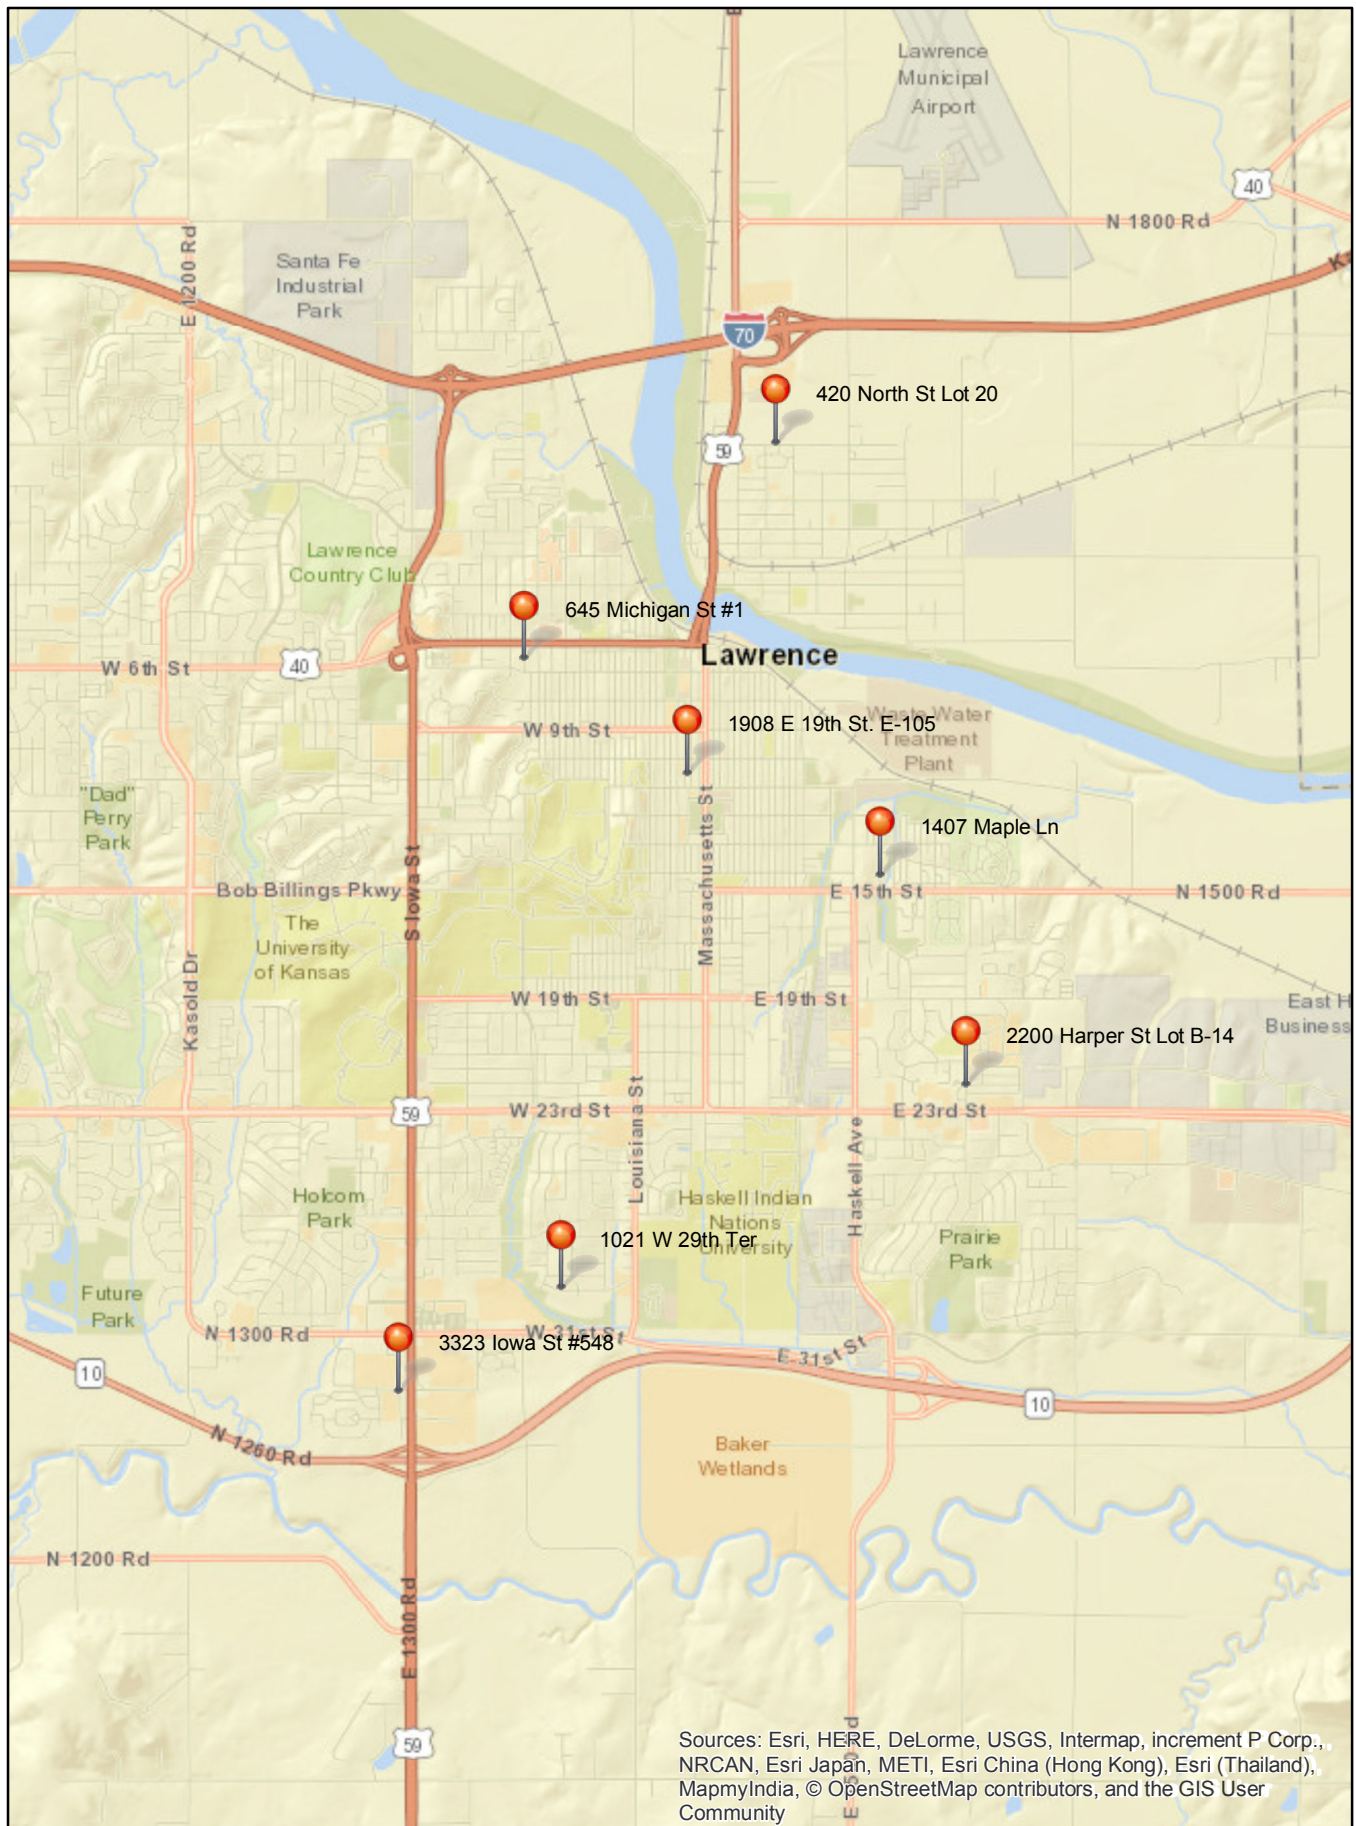 Lawrence
Municipal
Airport
40
N 1800 Rd
E 1200 Rd
Santa Fe
Industrial
Park
70
420 North St Lot 20
59
Lawrence
Country Club
645 Michigan St #1
Lawrence
W 6th St
40
1908 E 19th St. E-105
Waste Water
Treatment
Plant
W 9th St
"Dad"
Perry
Park
Massachusetts St
1407 Maple Ln
S Iowa St
Bob Billings Pkwy
E 15th St
N 1500 Rd
The
University
of Kansas
Kasold Dr
W 19th St
E 19th St
East H
Business
2200 Harper St Lot B-14
59
W 23rd St
E 23rd St
Louisiana St
Haskell Ave
Holcom
Park
Haskell Indian
Nations
University
1021 W 29th Ter
Prairie
Park
Future
Park
N 1300 Rd
W 31st St
3323 Iowa St #548
E 31st St
10
10
N 1260 Rd
Baker
Wetlands
N 1200 Rd
E 1300 Rd
59
Sources: Esri, HERE, DeLorme, USGS, Intermap, increment P Corp.,
NRCAN, Esri Japan, METI, Esri China (Hong Kong), Esri (Thailand),
MapmyIndia, © OpenStreetMap contributors, and the GIS User
Community